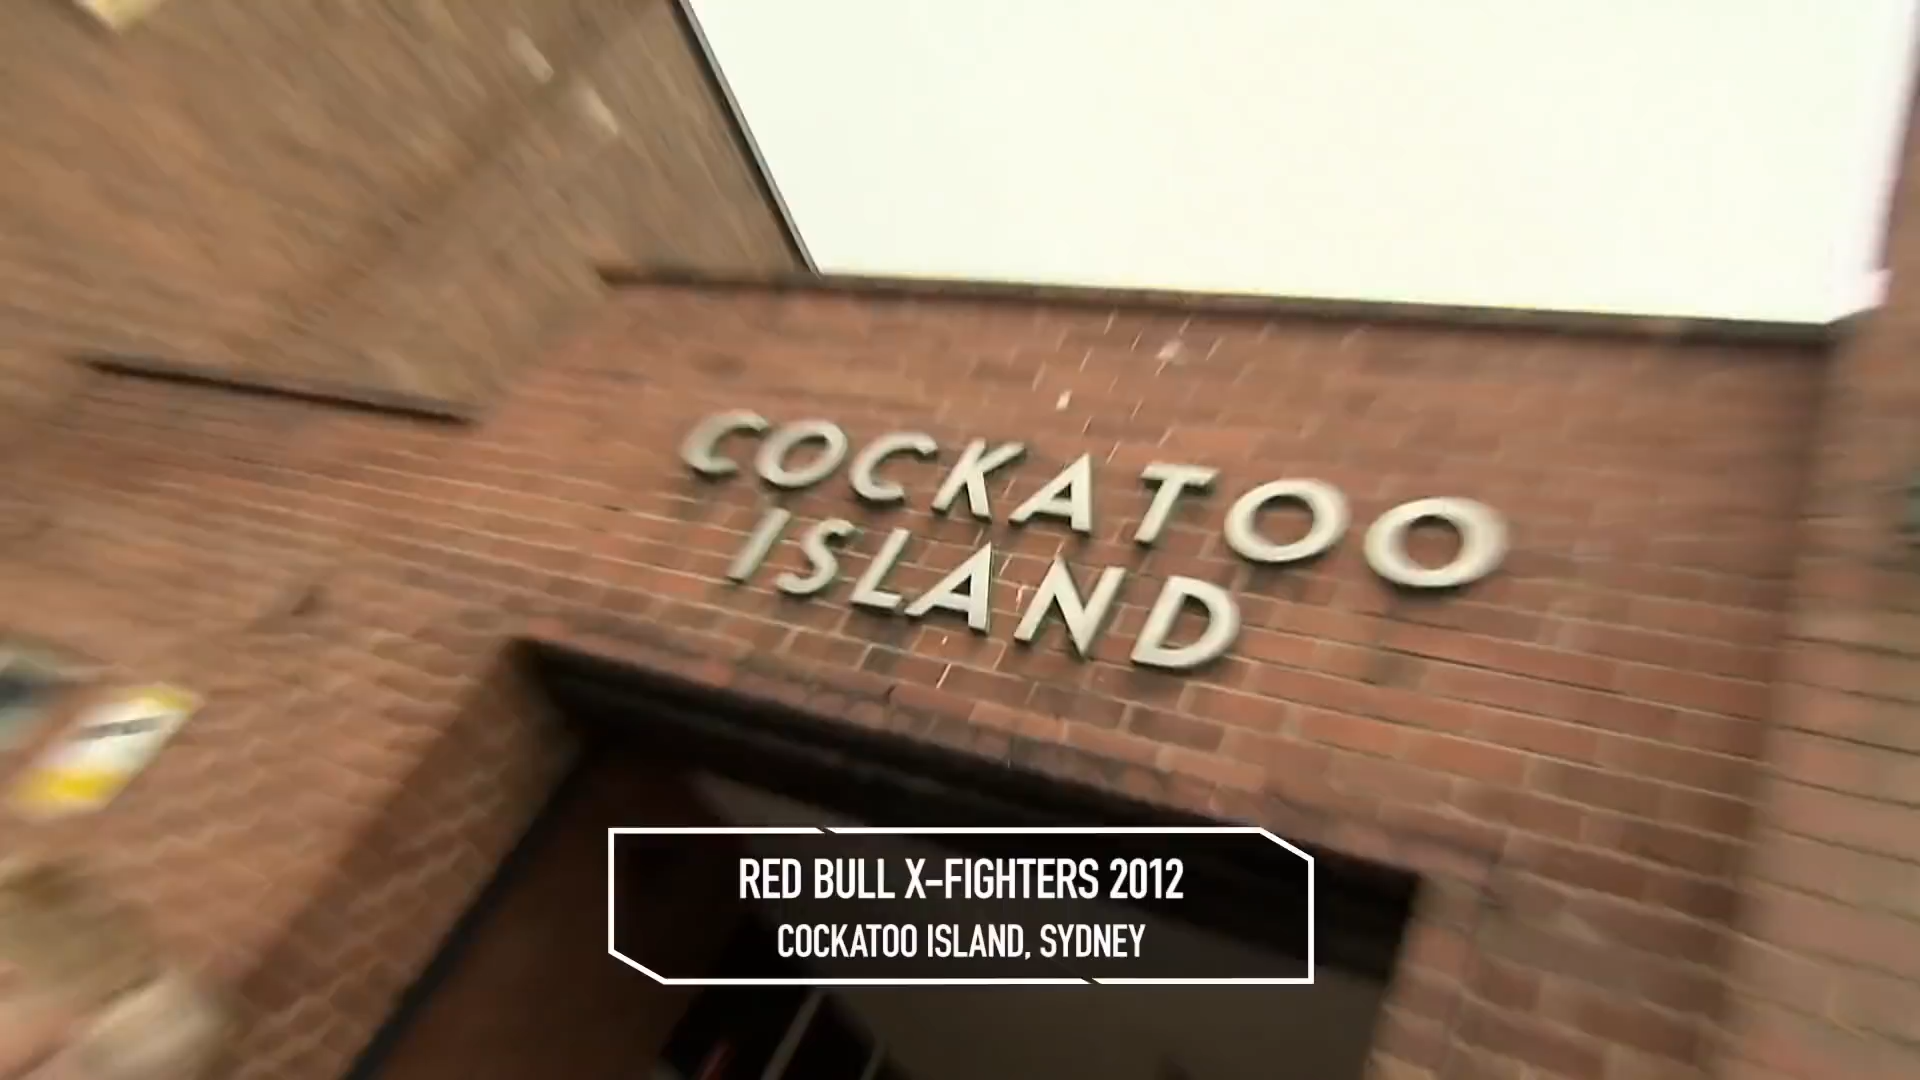 COCKATOO
ISLAND
RED BULL X-FIGHTERS 2012
COCKATOO ISLAND, SYDNEY